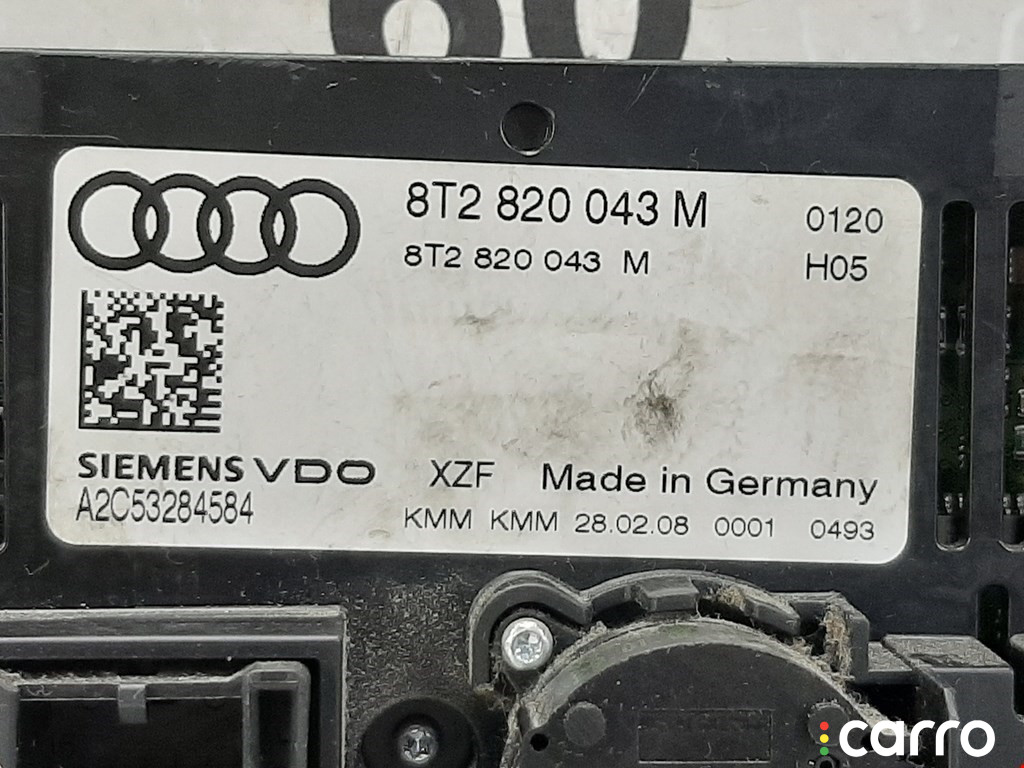 60
8T2 820 043 M 0120
8T2 820 043 M H05
SIEMENS VDO XZF Made in Germany
A2C53284584 KMM KMM 28.02.08 0001 0493
carro